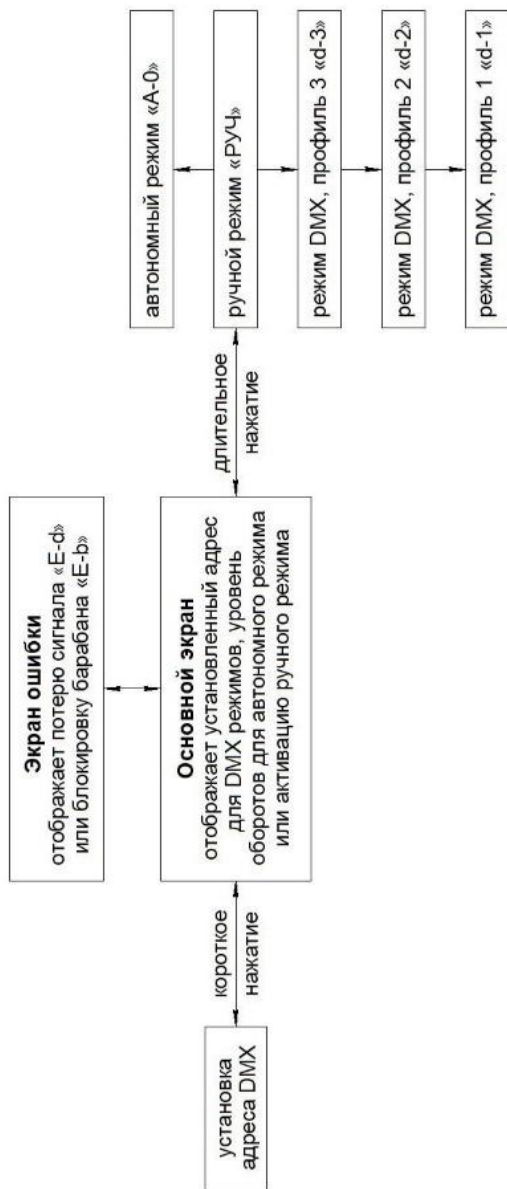 Экран ошибки
отображает потерю сигнала «E-d»
или блокировку барабана «E-b»
установка
адреса DMX
короткое
нажатие
Основной экран
отображает установленный адрес
для DMX режимов, уровень
оборотов для автономного режима
или активацию ручного режима
длительное
нажатие
автономный режим «А-0»
ручной режим «РУЧ»
режим DMX, профиль 3 «d-3»
режим DMX, профиль 2 «d-2»
режим DMX, профиль 1 «d-1»